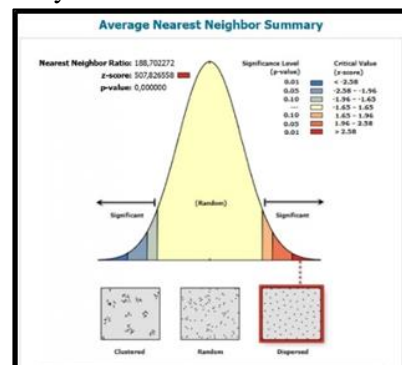 Average Nearest Neighbor Summary
Nearest Neighbor Ratio: 188,702272
z-score: 507,826558
p-value: 0,000000
Significance Level (p-value)
Critical Value (z-score)
0.01 < -2.58
0.05 -2.58 - -1.96
0.10 -1.96 - -1.65
--- -1.65 - 1.65
0.10 1.65 - 1.96
0.05 1.96 - 2.58
0.01 > 2.58
Significant (Random) Significant
Clustered Random Dispersed